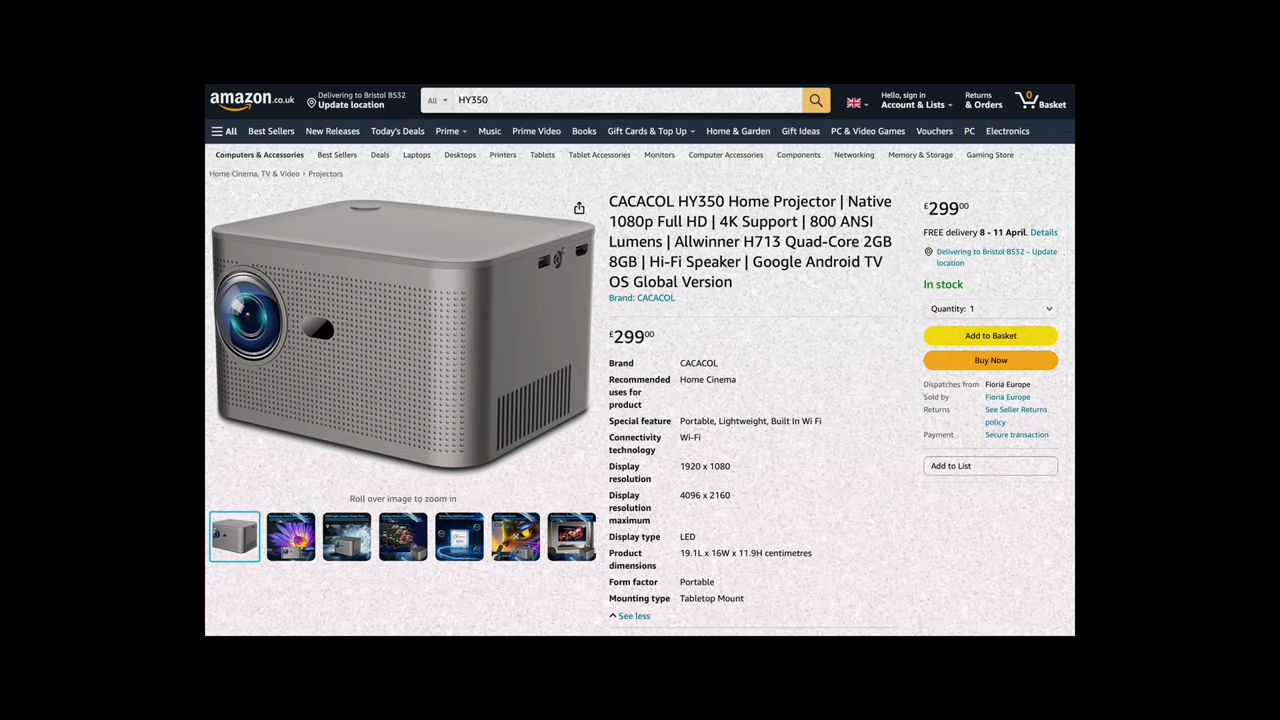 amazon.co.uk
Delivering to Bristol BS32
Update location
All
HY350
Hello, sign in
Account & Lists
Returns
& Orders
0
Basket
All Best Sellers New Releases Today's Deals Prime Music Prime Video Books Gift Cards & Top Up Home & Garden Gift Ideas PC & Video Games Vouchers PC Electronics
Computers & Accessories Best Sellers Deals Laptops Desktops Printers Tablets Tablet Accessories Monitors Computer Accessories Components Networking Memory & Storage Gaming Store
Home Cinema, TV & Video › Projectors
CACACOL HY350 Home Projector | Native
1080p Full HD | 4K Support | 800 ANSI
Lumens | Allwinner H713 Quad-Core 2GB
8GB | Hi-Fi Speaker | Google Android TV
OS Global Version
Brand: CACACOL
£29900
Brand CACACOL
Recommended uses for product Home Cinema
Special feature Portable, Lightweight, Built In Wi Fi
Connectivity technology Wi-Fi
Display resolution 1920 x 1080
Display resolution maximum 4096 x 2160
Display type LED
Product dimensions 19.1L x 16W x 11.9H centimetres
Form factor Portable
Mounting type Tabletop Mount
See less
Roll over image to zoom in
£29900
FREE delivery 8 - 11 April. Details
Delivering to Bristol BS32 – Update
location
In stock
Quantity: 1
Add to Basket
Buy Now
Dispatches from Fioria Europe
Sold by Fioria Europe
Returns See Seller Returns
policy
Payment Secure transaction
Add to List